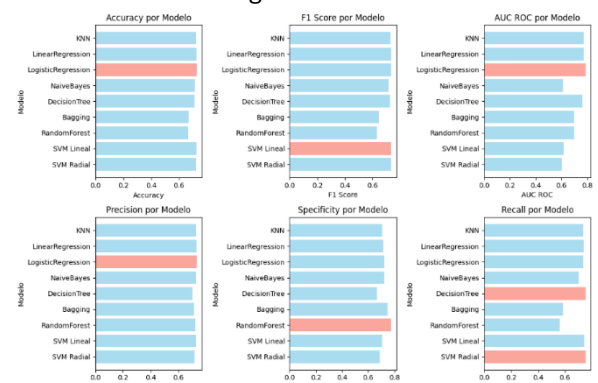 Accuracy por Modelo
Modelo
KNN
LinearRegression
LogisticRegression
NaiveBayes
DecisionTree
Bagging
RandomForest
SVM Lineal
SVM Radial
0.0 0.2 0.4 0.6
Accuracy
F1 Score por Modelo
Modelo
KNN
LinearRegression
LogisticRegression
NaiveBayes
DecisionTree
Bagging
RandomForest
SVM Lineal
SVM Radial
0.0 0.2 0.4 0.6
F1 Score
AUC ROC por Modelo
Modelo
KNN
LinearRegression
LogisticRegression
NaiveBayes
DecisionTree
Bagging
RandomForest
SVM Lineal
SVM Radial
0.0 0.2 0.4 0.6 0.8
AUC ROC
Precision por Modelo
Modelo
KNN
LinearRegression
LogisticRegression
NaiveBayes
DecisionTree
Bagging
RandomForest
SVM Lineal
SVM Radial
0.0 0.2 0.4 0.6
Specificity por Modelo
Modelo
KNN
LinearRegression
LogisticRegression
NaiveBayes
DecisionTree
Bagging
RandomForest
SVM Lineal
SVM Radial
0.0 0.2 0.4 0.6 0.8
Recall por Modelo
Modelo
KNN
LinearRegression
LogisticRegression
NaiveBayes
DecisionTree
Bagging
RandomForest
SVM Lineal
SVM Radial
0.0 0.2 0.4 0.6